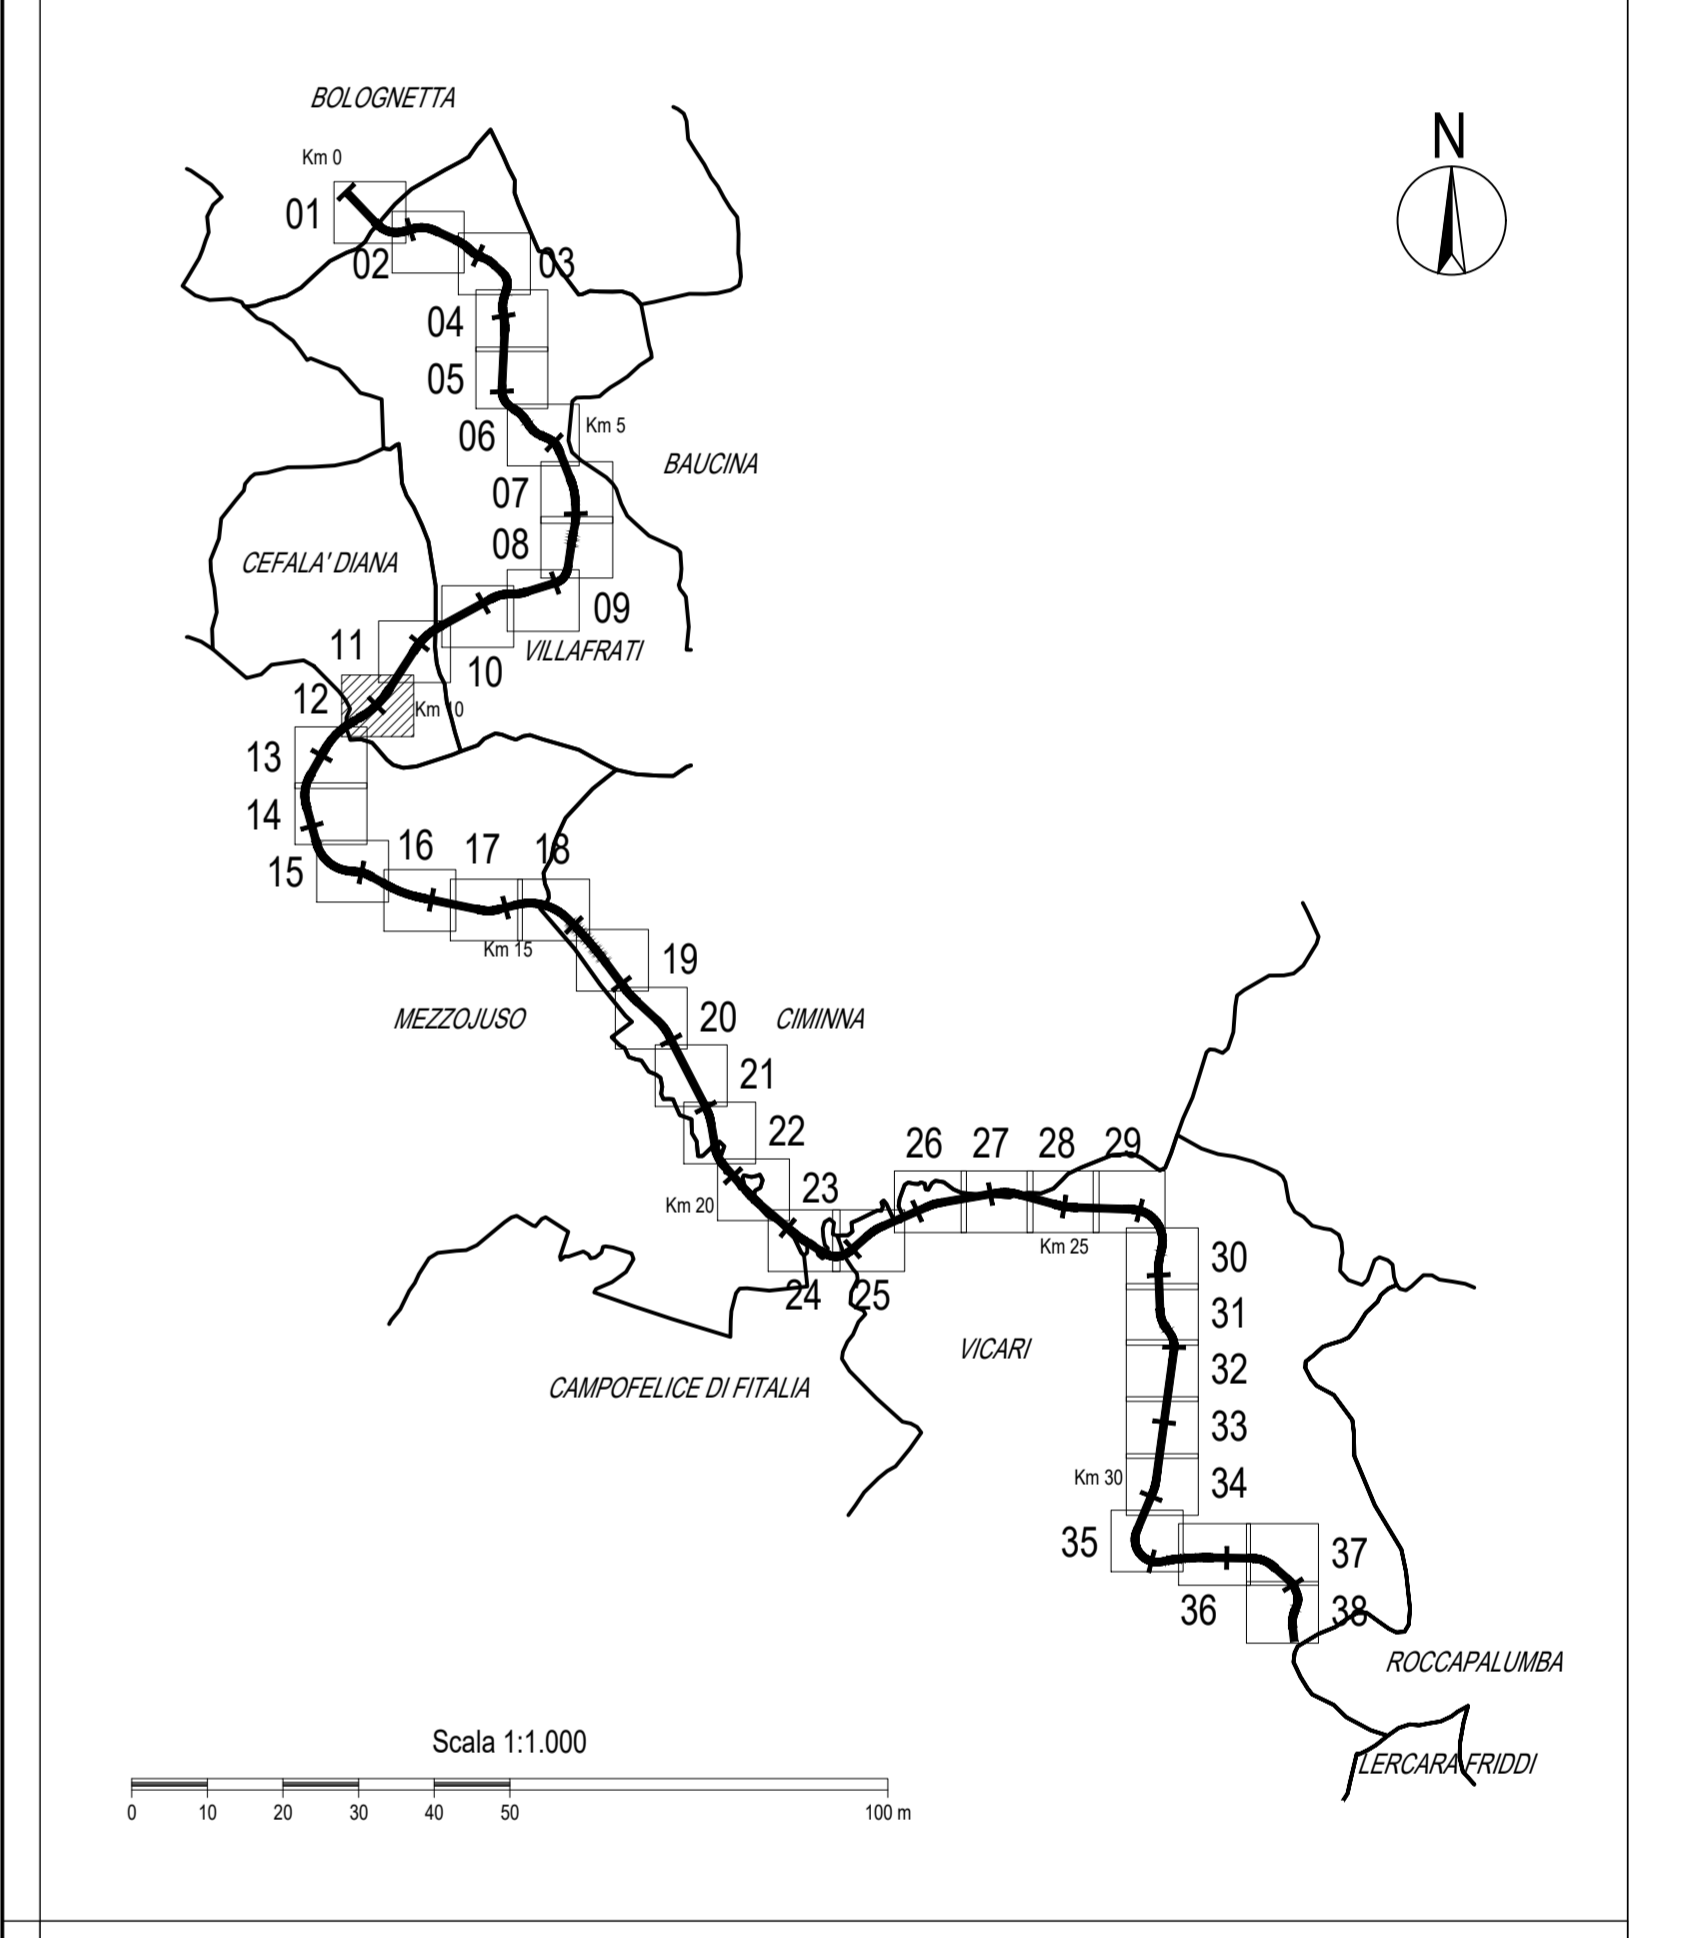 BOLOGNETTA
N
Km 0
01
02
03
04
05
06
Km 5
BAUCINA
07
08
CEFALA' DIANA
09
11
VILLAFRATI
10
12
Km 10
13
14
16
17
18
15
Km 15
19
MEZZOJUSO
20
CIMINNA
21
22
26
27
28
29
23
Km 20
Km 25
30
24
25
31
VICARI
32
CAMPOFELICE DI FITALIA
33
Km 30
34
35
37
36
38
ROCCAPALUMBA
Scala 1:1.000
LERCARA FRIDDI
0 10 20 30 40 50 100 m